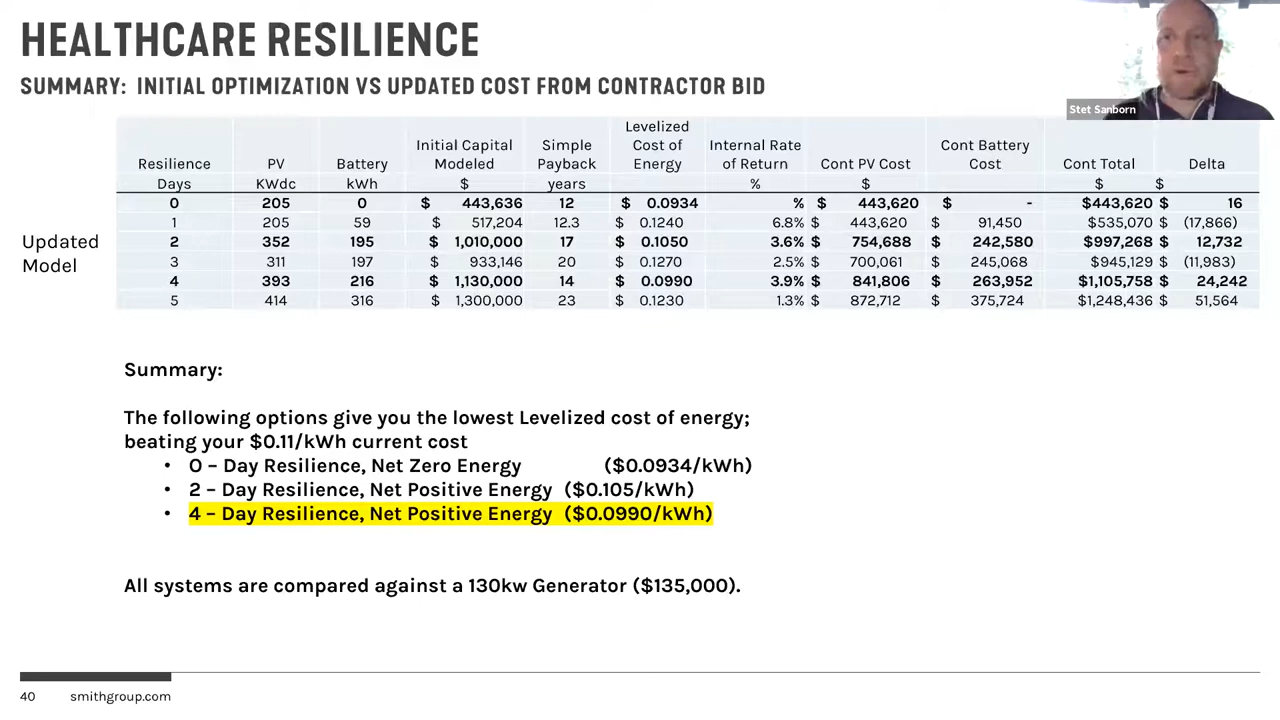 HEALTHCARE RESILIENCE
SUMMARY: INITIAL OPTIMIZATION VS UPDATED COST FROM CONTRACTOR BID
Stet Sanborn
Resilience PV Battery Initial Capital Modeled Simple Payback Levelized Cost of Energy Internal Rate of Return Cont PV Cost Cont Battery Cost Cont Total Delta
Days KWdc kWh $ years % $ $ $
0 205 0 $ 443,636 12 $ 0.0934 % $ 443,620 $ - $443,620 $ 16
1 205 59 $ 517,204 12.3 $ 0.1240 6.8% $ 443,620 $ 91,450 $535,070 $ (17,866)
2 352 195 $ 1,010,000 17 $ 0.1050 3.6% $ 754,688 $ 242,580 $997,268 $ 12,732
3 311 197 $ 933,146 20 $ 0.1270 2.5% $ 700,061 $ 245,068 $945,129 $ (11,983)
4 393 216 $ 1,130,000 14 $ 0.0990 3.9% $ 841,806 $ 263,952 $1,105,758 $ 24,242
5 414 316 $ 1,300,000 23 $ 0.1230 1.3% $ 872,712 $ 375,724 $1,248,436 $ 51,564
Updated
Model
Summary:
The following options give you the lowest Levelized cost of energy;
beating your $0.11/kWh current cost
• 0 – Day Resilience, Net Zero Energy ($0.0934/kWh)
• 2 – Day Resilience, Net Positive Energy ($0.105/kWh)
• 4 – Day Resilience, Net Positive Energy ($0.0990/kWh)
All systems are compared against a 130kw Generator ($135,000).
40 smithgroup.com